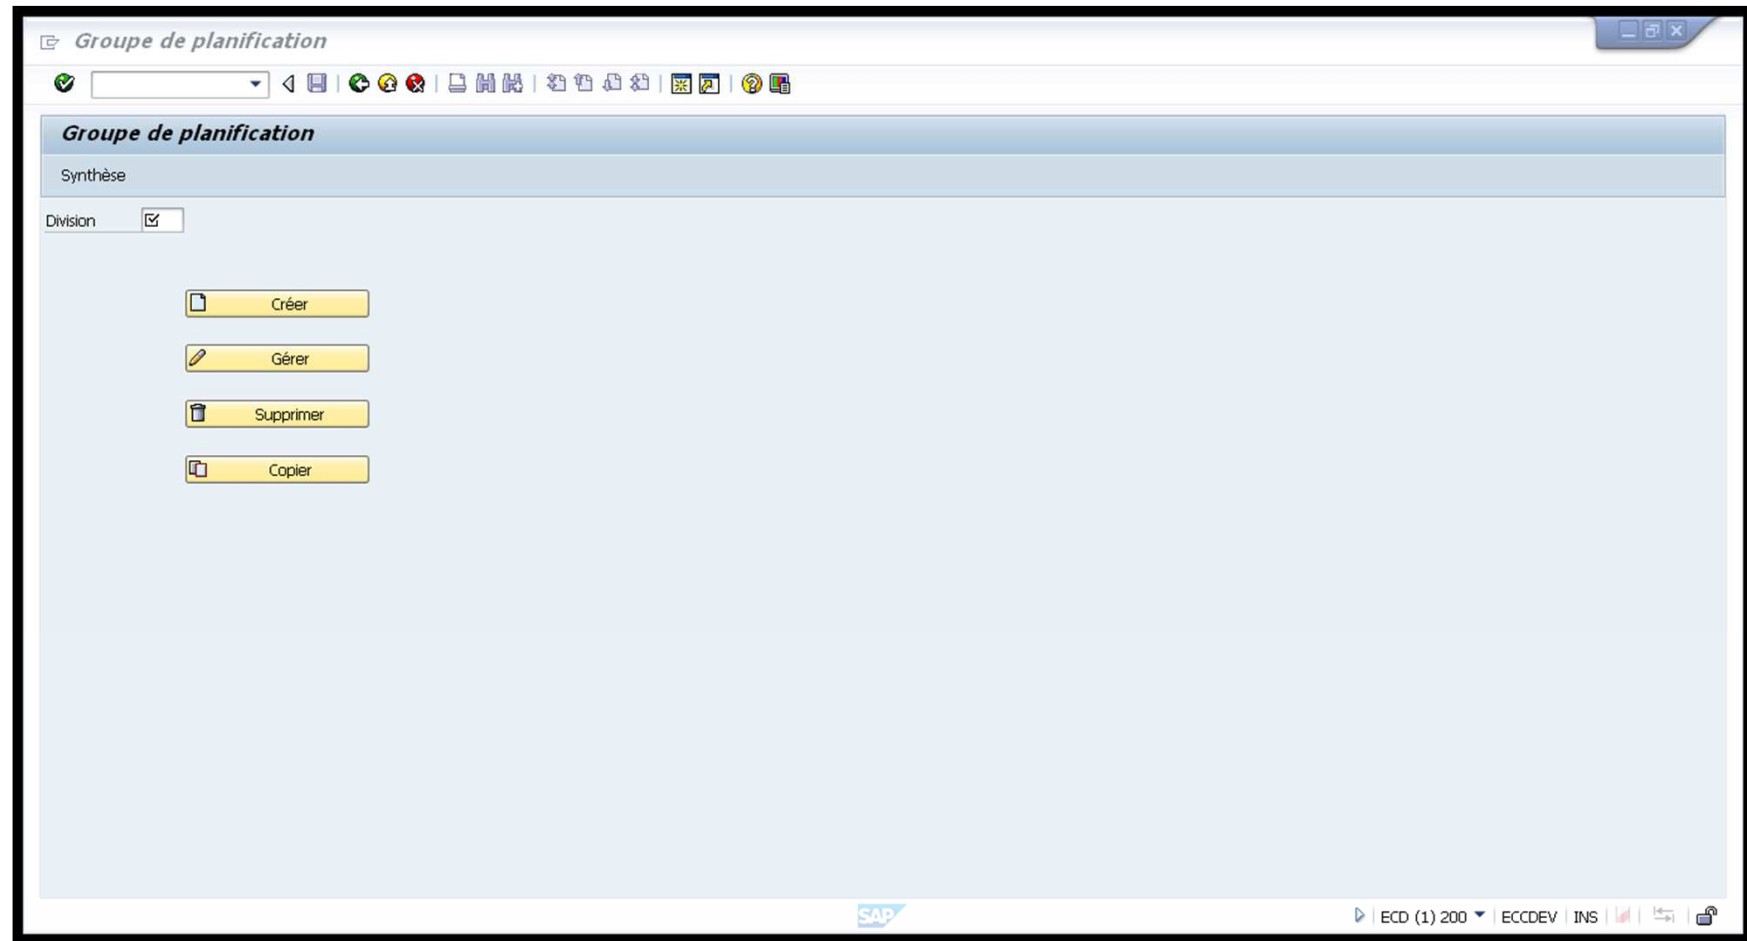 Groupe de planification
Groupe de planification
Synthèse
Division
Créer
Gérer
Supprimer
Copier
SAP
ECD (1) 200 ECCDEV INS